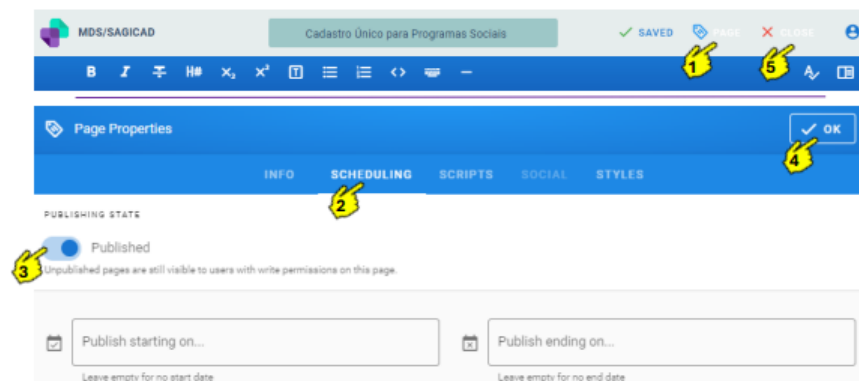 MDS/SAGICAD Cadastro Único para Programas Sociais SAVED PAGE CLOSE
1 5
B I T H# X₂ X² T <>
Page Properties OK
4
INFO SCHEDULING SCRIPTS SOCIAL STYLES
2
PUBLISHING STATE
Published
3
Unpublished pages are still visible to users with write permissions on this page.
Publish starting on... Publish ending on...
Leave empty for no start date Leave empty for no end date